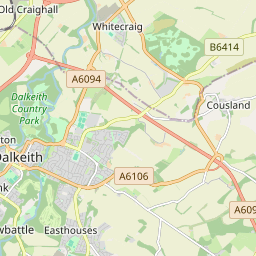 Old Craighall
Whitecraig
B6414
A6094
Dalkeith
Country
Park
Cousland
Dalkeith
A6106
A609
Easthouses